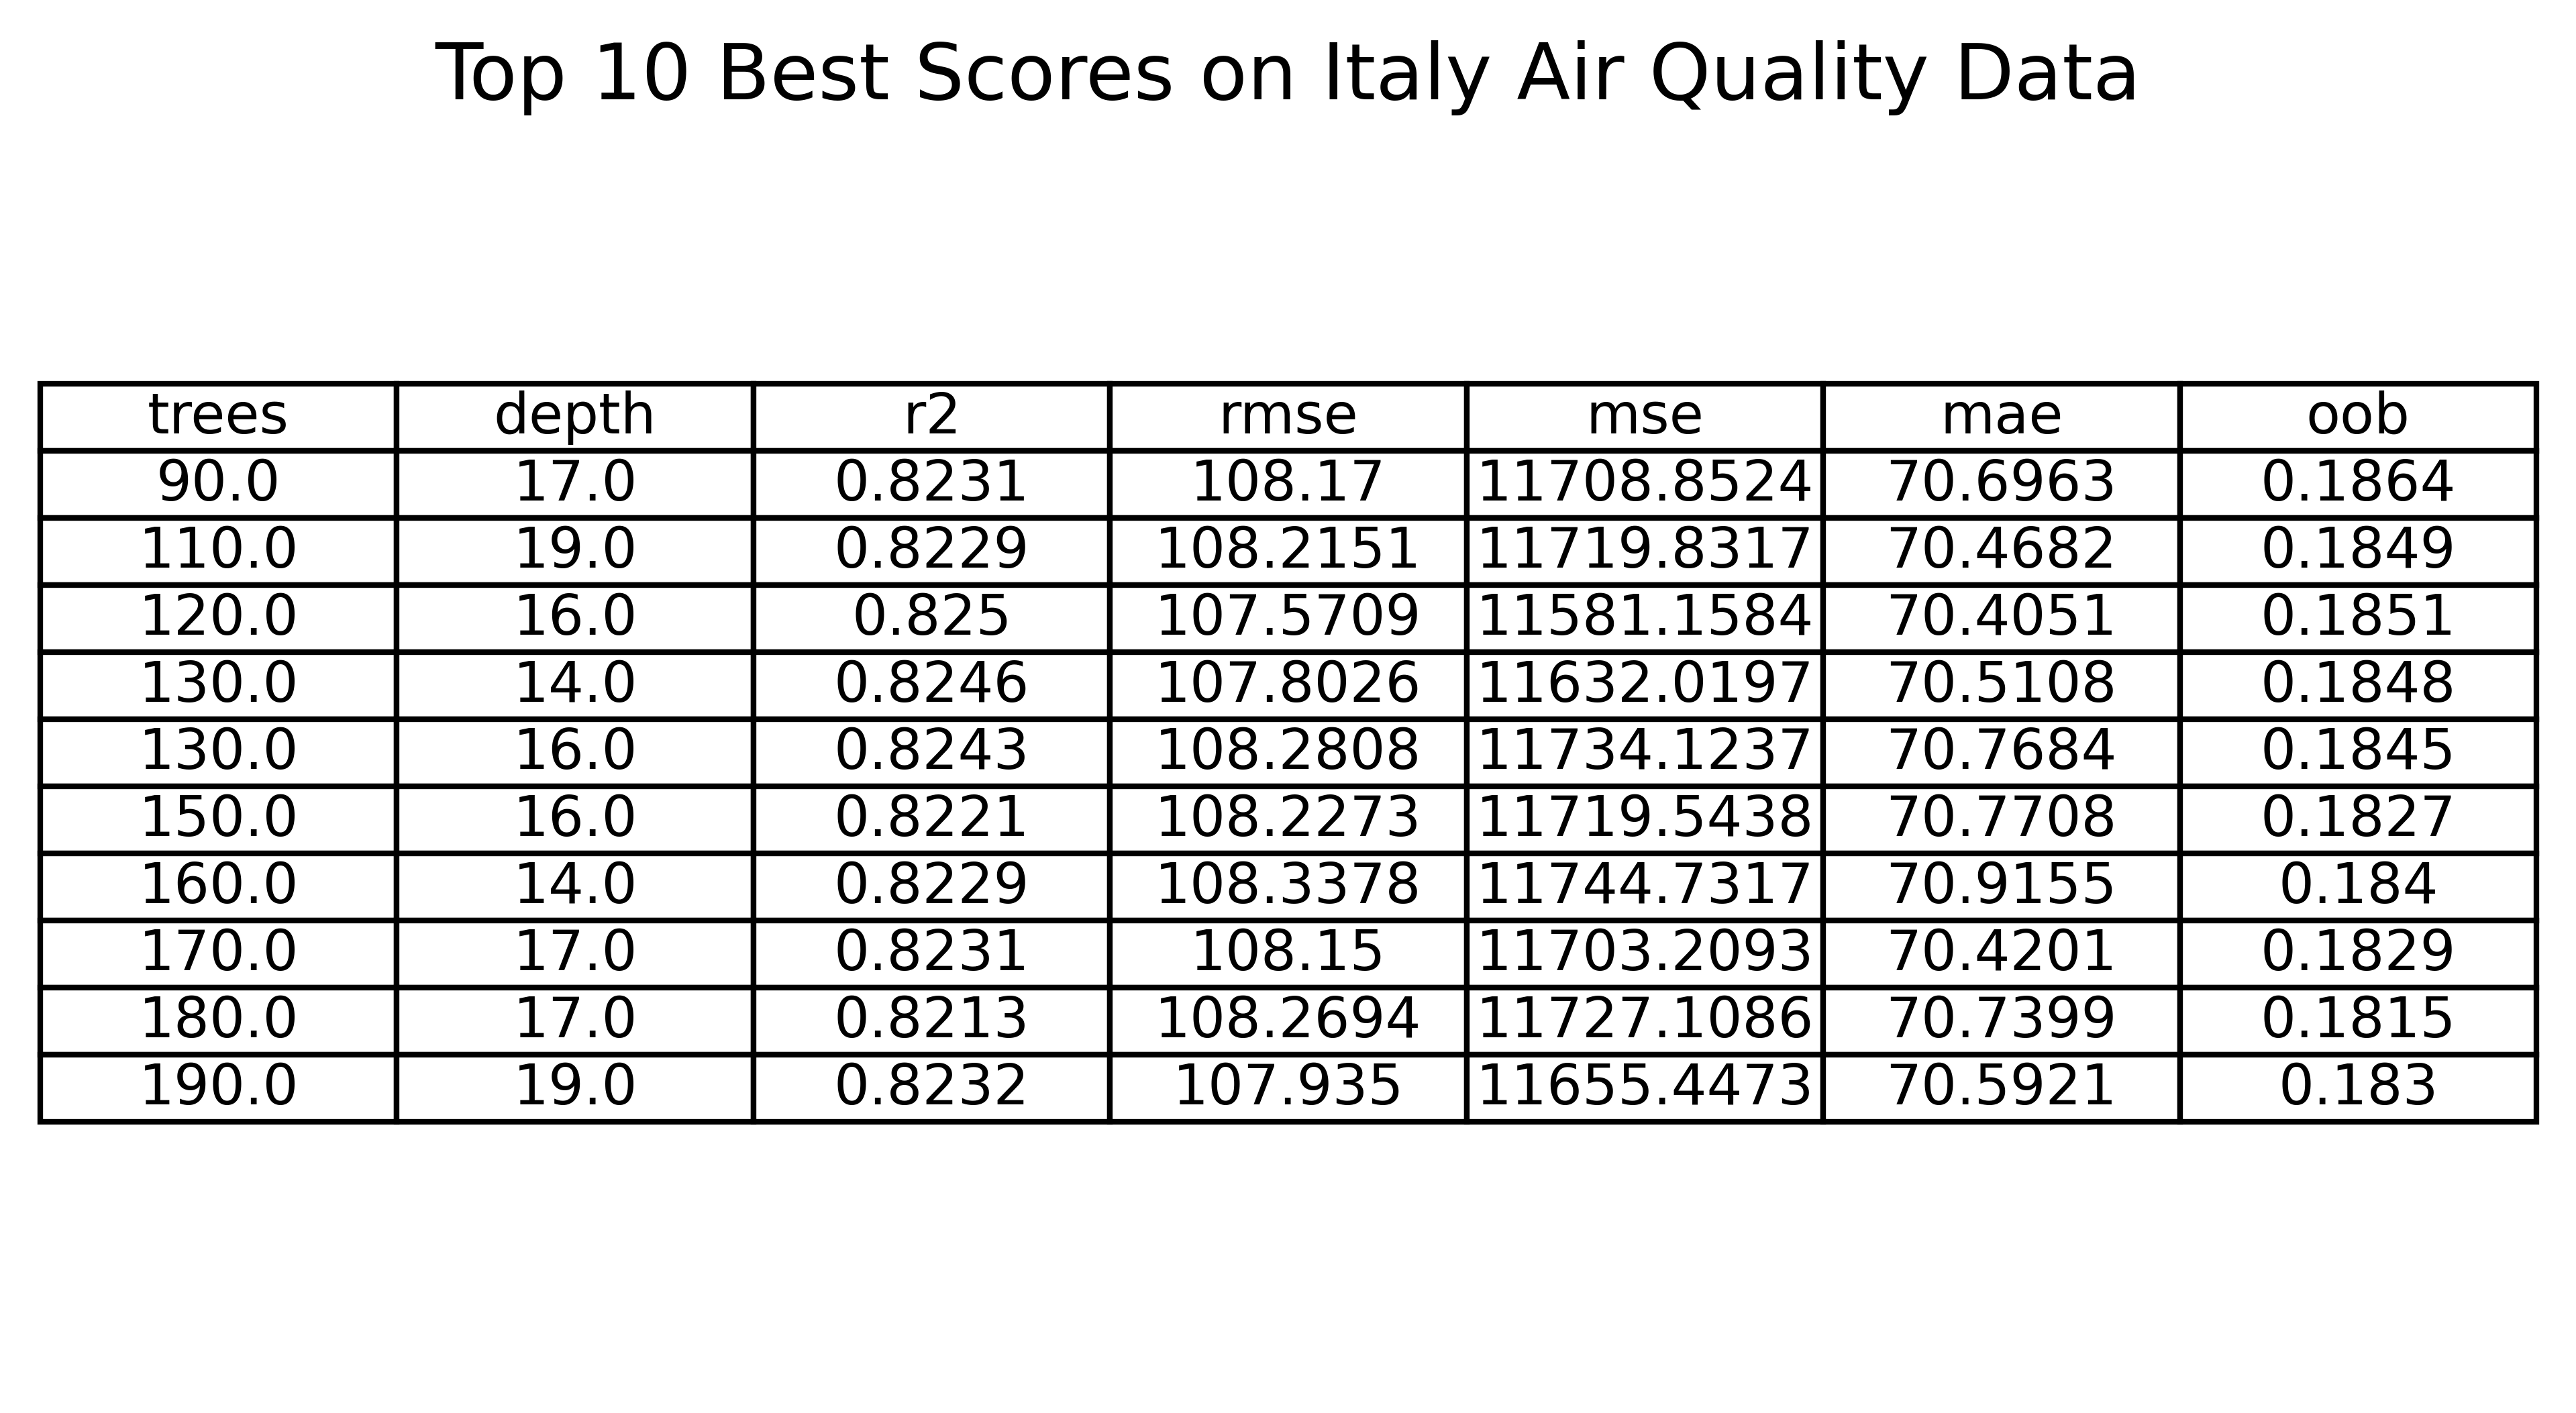 Top 10 Best Scores on Italy Air Quality Data
trees depth r2 rmse mse mae oob
90.0 17.0 0.8231 108.17 11708.8524 70.6963 0.1864
110.0 19.0 0.8229 108.2151 11719.8317 70.4682 0.1849
120.0 16.0 0.825 107.5709 11581.1584 70.4051 0.1851
130.0 14.0 0.8246 107.8026 11632.0197 70.5108 0.1848
130.0 16.0 0.8243 108.2808 11734.1237 70.7684 0.1845
150.0 16.0 0.8221 108.2273 11719.5438 70.7708 0.1827
160.0 14.0 0.8229 108.3378 11744.7317 70.9155 0.184
170.0 17.0 0.8231 108.15 11703.2093 70.4201 0.1829
180.0 17.0 0.8213 108.2694 11727.1086 70.7399 0.1815
190.0 19.0 0.8232 107.935 11655.4473 70.5921 0.183